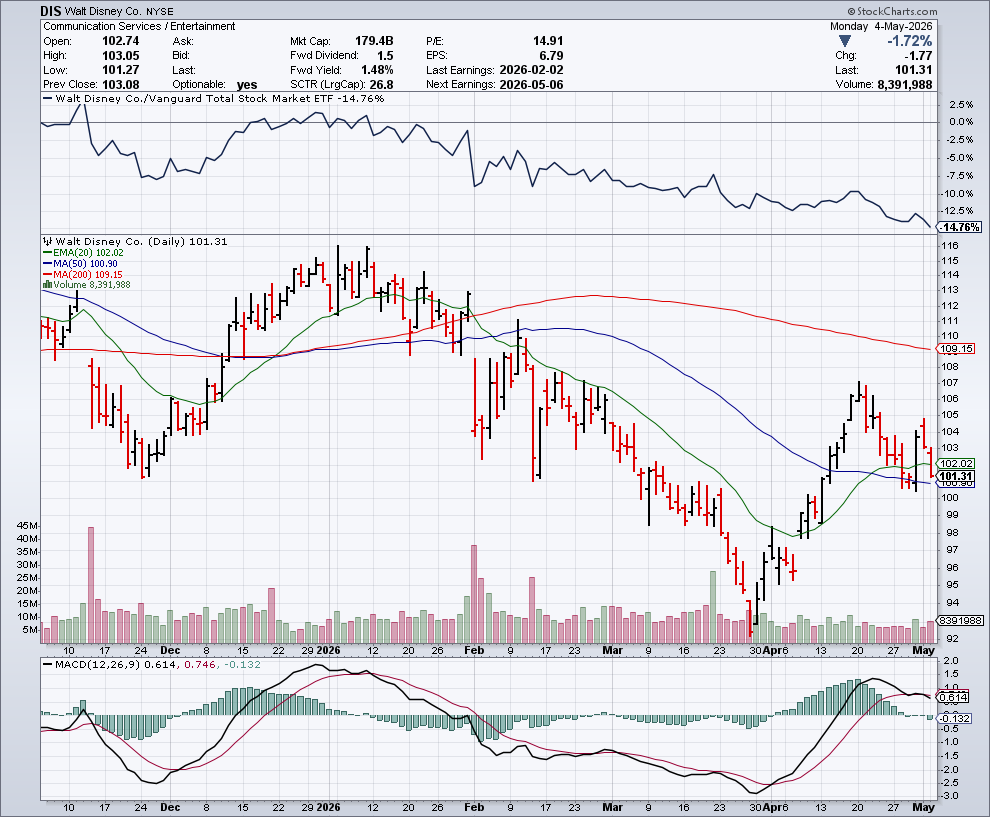 DIS Walt Disney Co. NYSE © StockCharts.com
Communication Services / Entertainment Monday 4-May-2026
Open: 102.74 Ask: Mkt Cap: 179.4B P/E: 14.91 ▼ -1.72%
High: 103.05 Bid: Fwd Dividend: 1.5 EPS: 6.79 Chg: -1.77
Low: 101.27 Last: Fwd Yield: 1.48% Last Earnings: 2026-02-02 Last: 101.31
Prev Close: 103.08 Optionable: yes SCTR (LrgCap): 26.8 Next Earnings: 2026-05-06 Volume: 8,391,988
Walt Disney Co./Vanguard Total Stock Market ETF -14.76%
2.5%
0.0%
-2.5%
-5.0%
-7.5%
-10.0%
-12.5%
-14.76%
Walt Disney Co. (Daily) 101.31
EMA(20) 102.02
MA(50) 100.90
MA(200) 109.15
Volume 8,391,988
116
115
114
113
112
111
110
109.15
108
107
106
105
104
103
102.02
101.31
100.90
100
99
98
97
96
95
94
8391988
92
45M
40M
35M
30M
25M
20M
15M
10M
5M
10 17 24 Dec 8 15 22 29 2026 12 20 26 Feb 9 17 23 Mar 9 16 23 30 Apr 6 13 20 27 May
MACD(12,26,9) 0.614, 0.746, -0.132
2.0
1.5
1.0
0.614
-0.132
-0.5
-1.0
-1.5
-2.0
-2.5
-3.0
10 17 24 Dec 8 15 22 29 2026 12 20 26 Feb 9 17 23 Mar 9 16 23 30 Apr 6 13 20 27 May